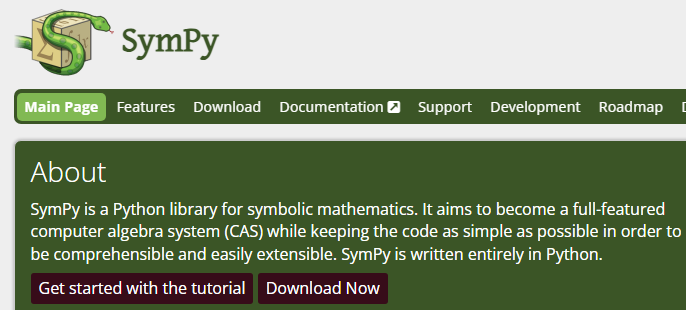 SymPy
Main Page Features Download Documentation Support Development Roadmap
About
SymPy is a Python library for symbolic mathematics. It aims to become a full-featured
computer algebra system (CAS) while keeping the code as simple as possible in order to
be comprehensible and easily extensible. SymPy is written entirely in Python.
Get started with the tutorial Download Now